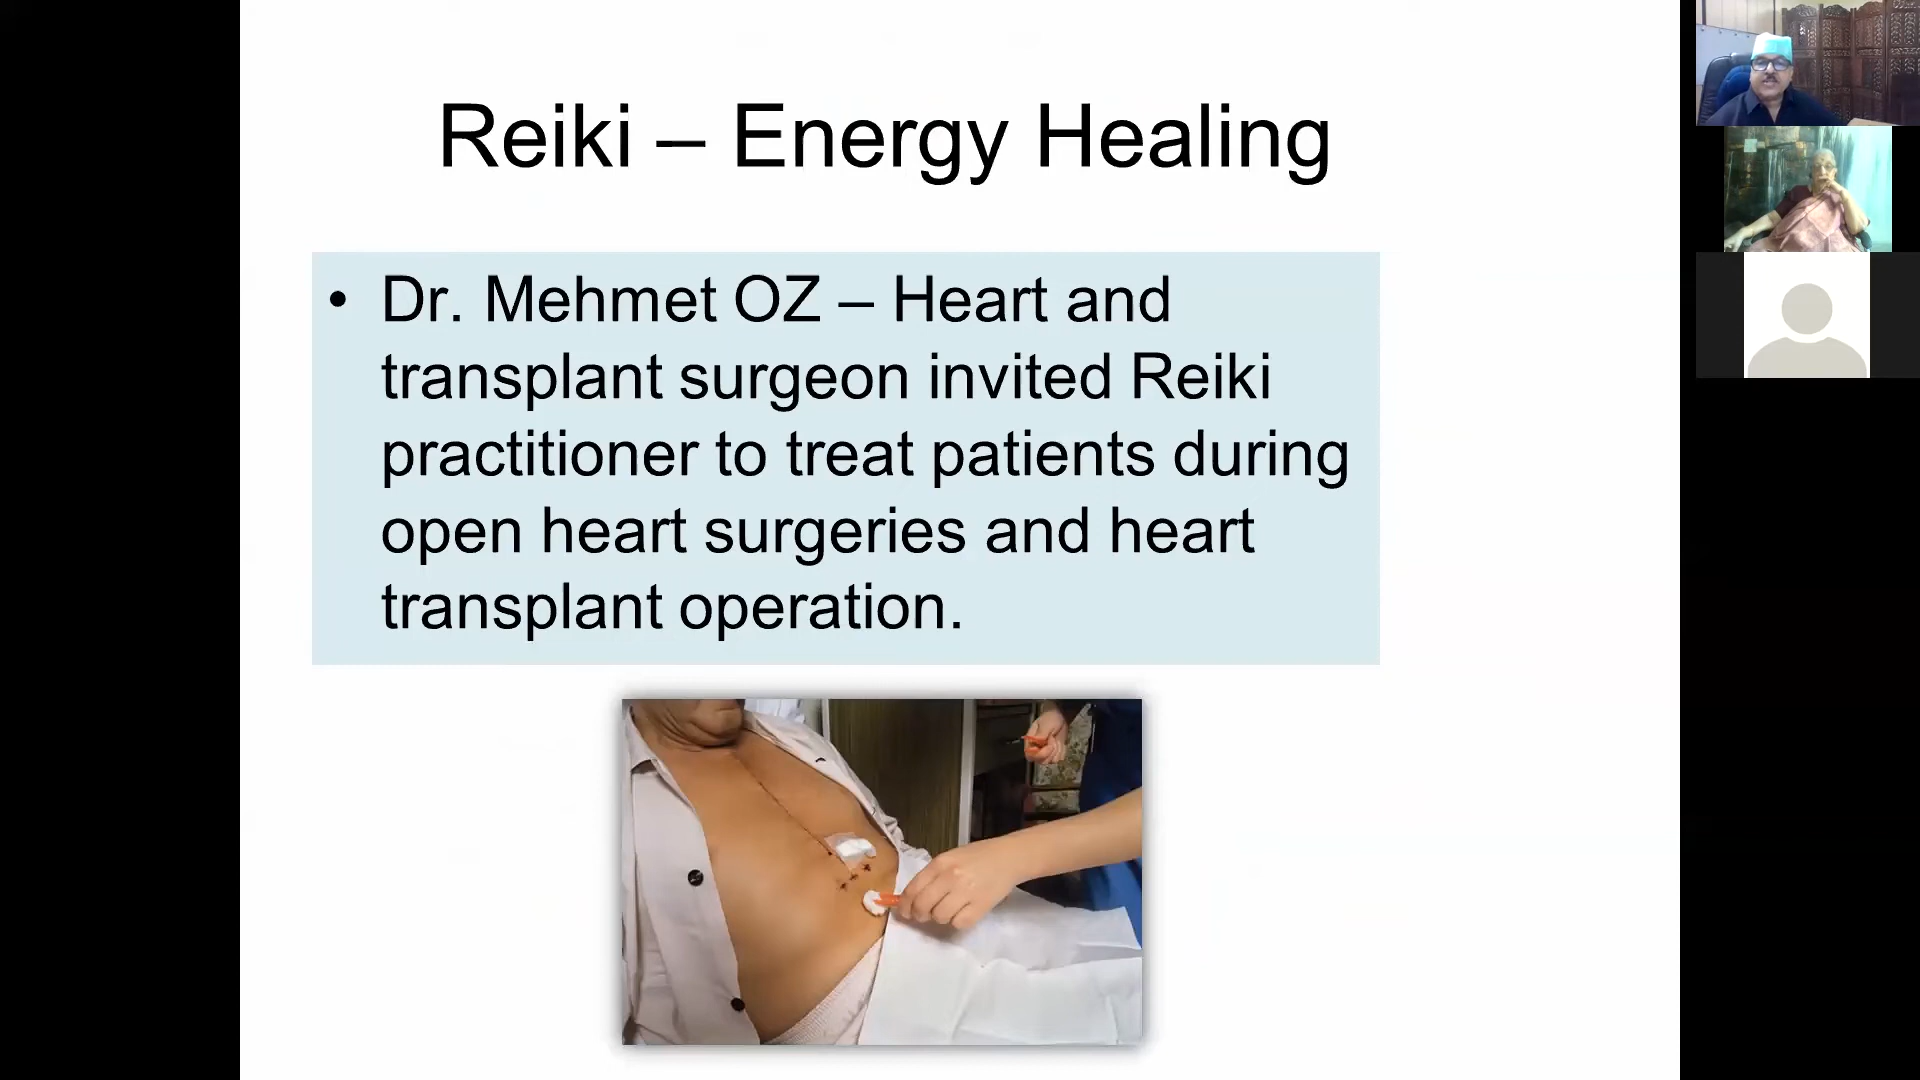 Reiki – Energy Healing
• Dr. Mehmet OZ – Heart and
transplant surgeon invited Reiki
practitioner to treat patients during
open heart surgeries and heart
transplant operation.